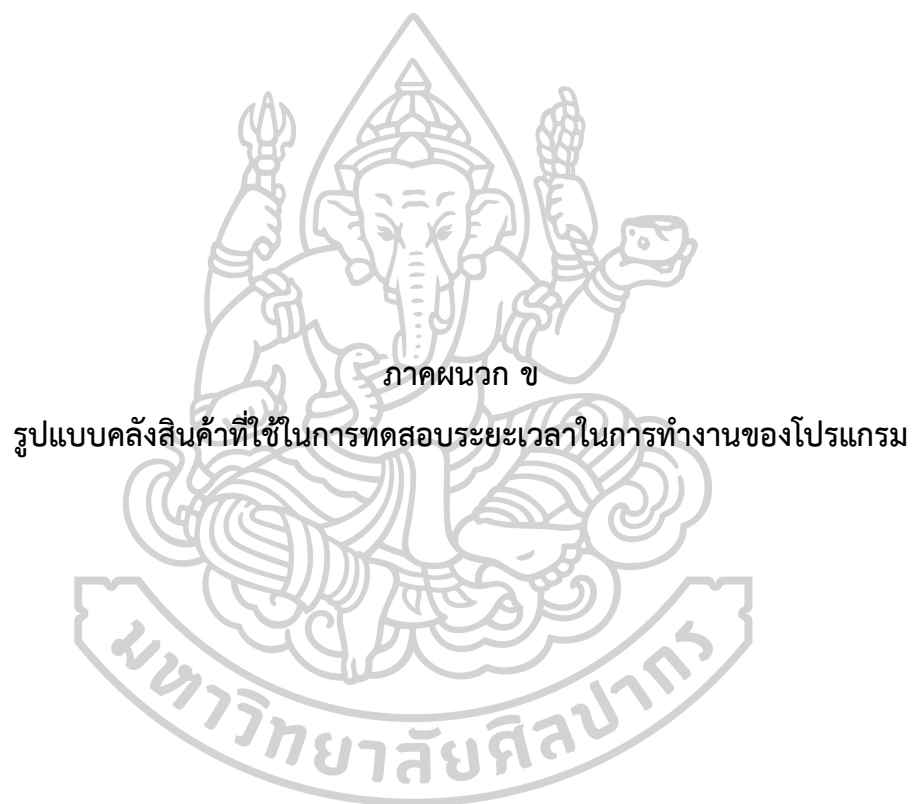 ภาคผนวก ข
รูปแบบคลังสินค้าที่ใช้ในการทดสอบระยะเวลาในการทำงานของโปรแกรม
มหาวิทยาลัยศิลปากร